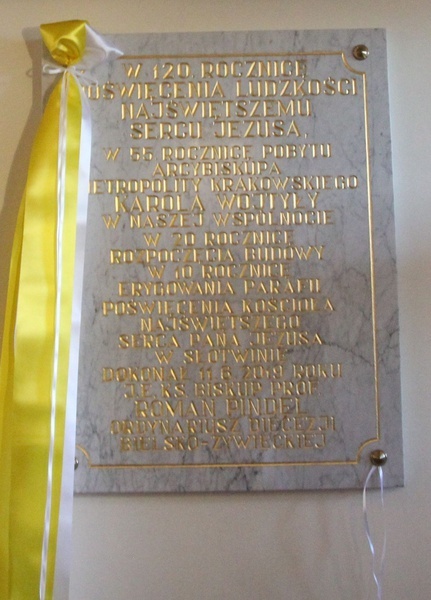 W 120. ROCZNICĘ
POŚWIĘCENIA LUDZKOŚCI
NAJŚWIĘTSZEMU
SERCU JEZUSA,
W 55 ROCZNICĘ POBYTU
ARCYBISKUPA
METROPOLITY KRAKOWSKIEGO
KAROLA WOJTYŁY
W NASZEJ WSPÓLNOCIE
W 20 ROCZNICĘ
ROZPOCZĘCIA BUDOWY
W 10 ROCZNICĘ
ERYGOWANIA PARAFII
POŚWIĘCENIA KOŚCIOŁA
NAJŚWIĘTSZEGO
SERCA PANA JEZUSA
W SŁOTWINIE
DOKONAŁ 11.6.2019 ROKU
J.E. KS. BISKUP PROF
ROMAN PINDEL
ORDYNARIUSZ DIECEZJI
BIELSKO-ŻYWIECKIEJ